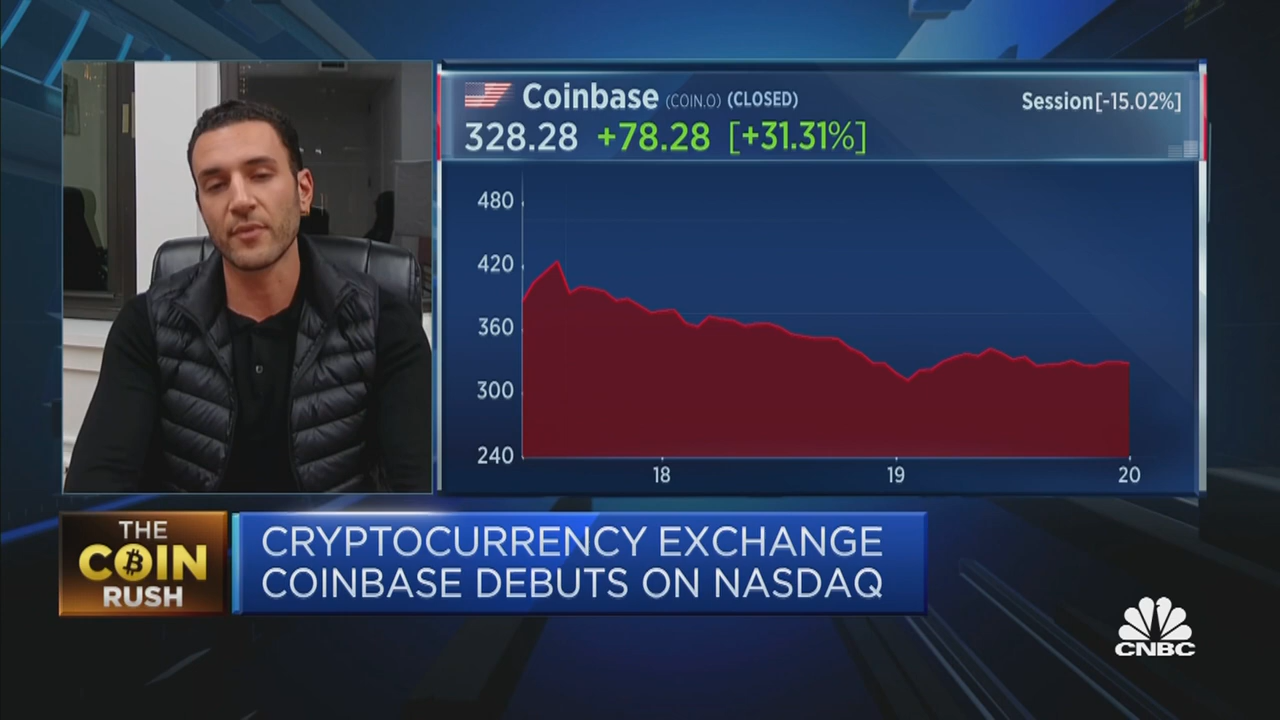 Coinbase (COIN.O) (CLOSED)
Session[-15.02%]
328.28 +78.28 [+31.31%]
480
420
360
300
240
18 19 20
THE
COIN
RUSH
CRYPTOCURRENCY EXCHANGE
COINBASE DEBUTS ON NASDAQ
CNBC